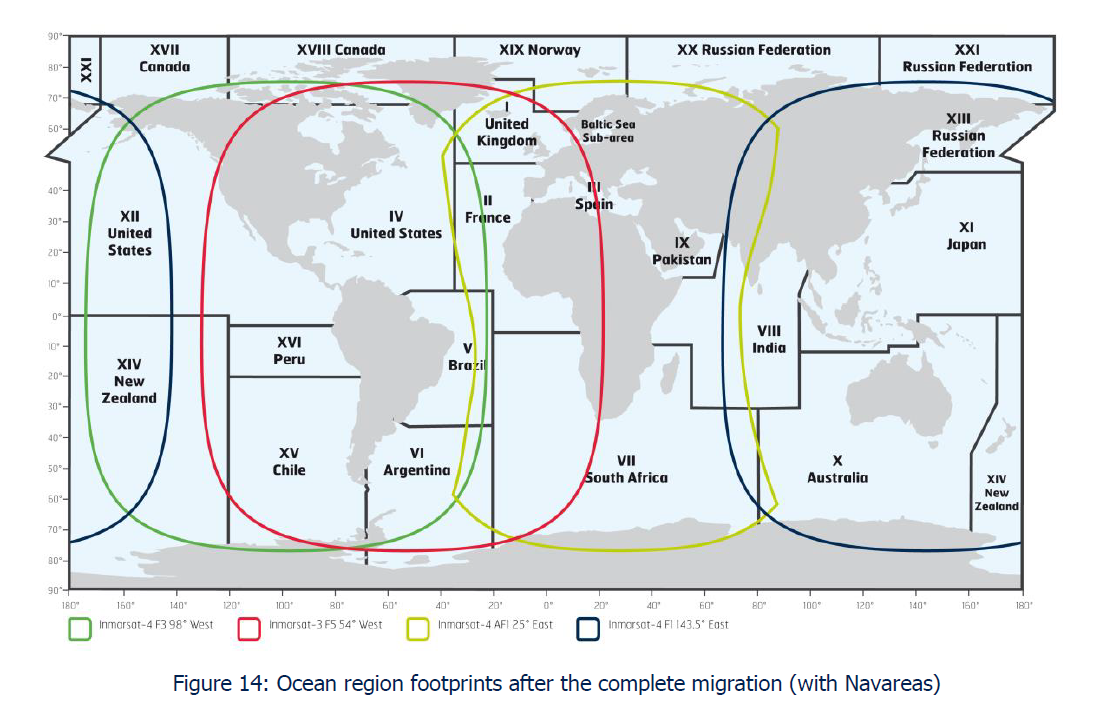 90°
80°
70°
60°
40°
30°
20°
10°
0°
10°
20°
30°
40°
50°
60°
70°
80°
90°
XXI
XVII
Canada
XVIII Canada
XIX Norway
XX Russian Federation
XXI
Russian Federation
I
United
Kingdom
Baltic Sea
Sub-area
XIII
Russian
Federation
XII
United
States
IV
United States
II
France
III
Spain
IX
Pakistan
XI
Japan
XIV
New
Zealand
XVI
Peru
V
Brazil
VIII
India
XV
Chile
VI
Argentina
VII
South Africa
X
Australia
XIV
New
Zealand
180° 160° 140° 120° 100° 80° 60° 40° 20° 0° 20° 40° 60° 80° 100° 120° 140° 160° 180°
Inmarsat-4 F3 98° West Inmarsat-3 F5 54° West Inmarsat-4 AF1 25° East Inmarsat-4 F1 143.5° East
Figure 14: Ocean region footprints after the complete migration (with Navareas)